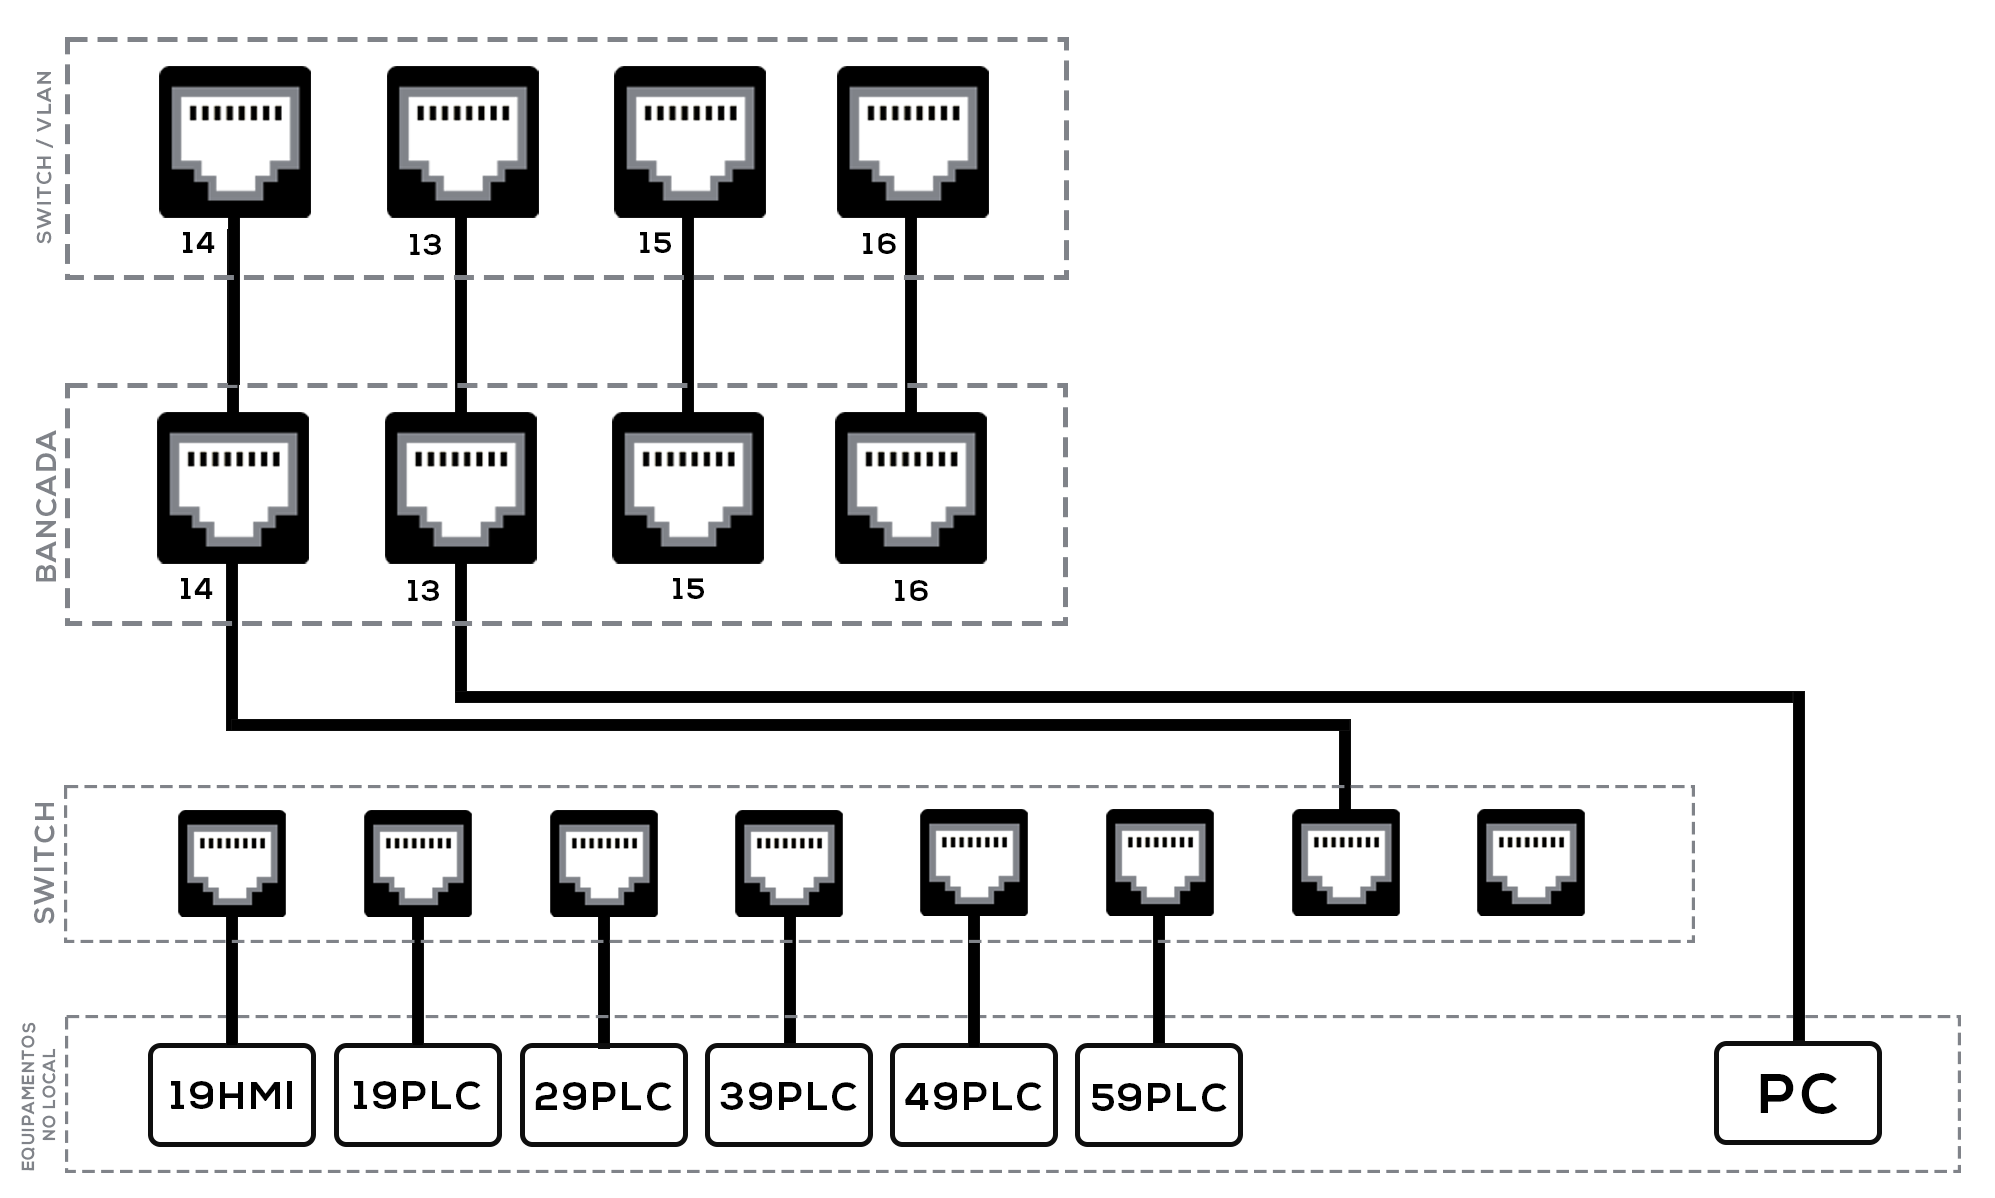 SWITCH / VLAN
14
13
15
16
BANCADA
14
13
15
16
SWITCH
EQUIPAMENTOS
NO LOCAL
19HMI
19PLC
29PLC
39PLC
49PLC
59PLC
PC